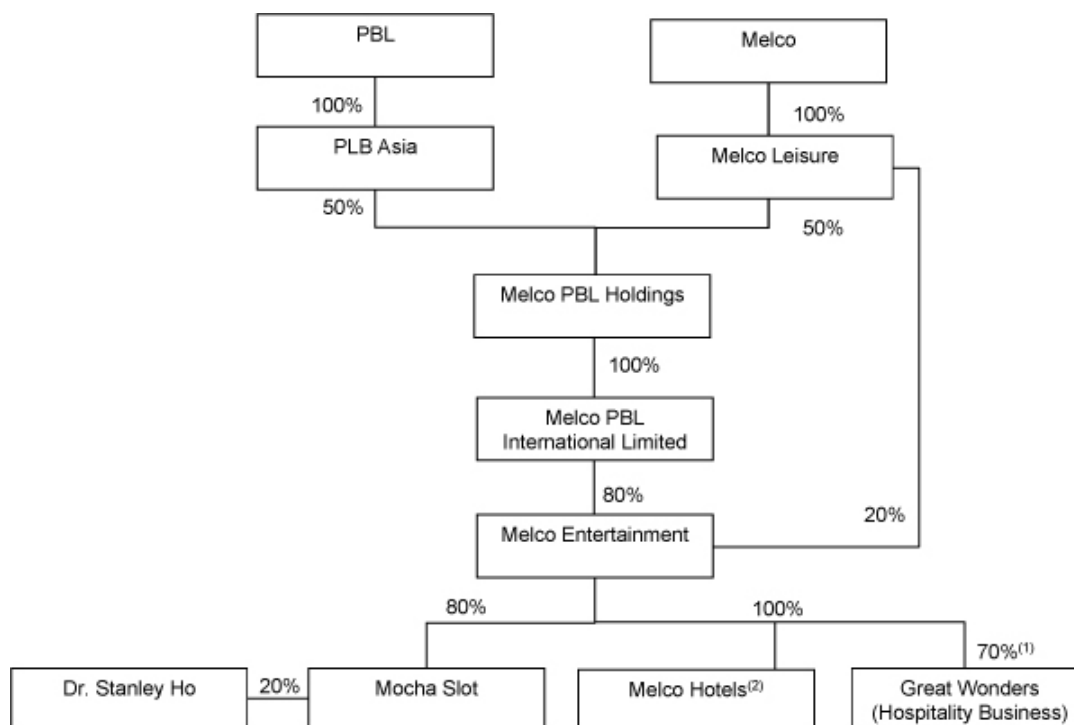 PBL
Melco
100%
100%
PLB Asia
Melco Leisure
50%
50%
Melco PBL Holdings
100%
Melco PBL
International Limited
80%
20%
Melco Entertainment
80%
100%
70%(1)
Dr. Stanley Ho
20%
Mocha Slot
Melco Hotels(2)
Great Wonders
(Hospitality Business)